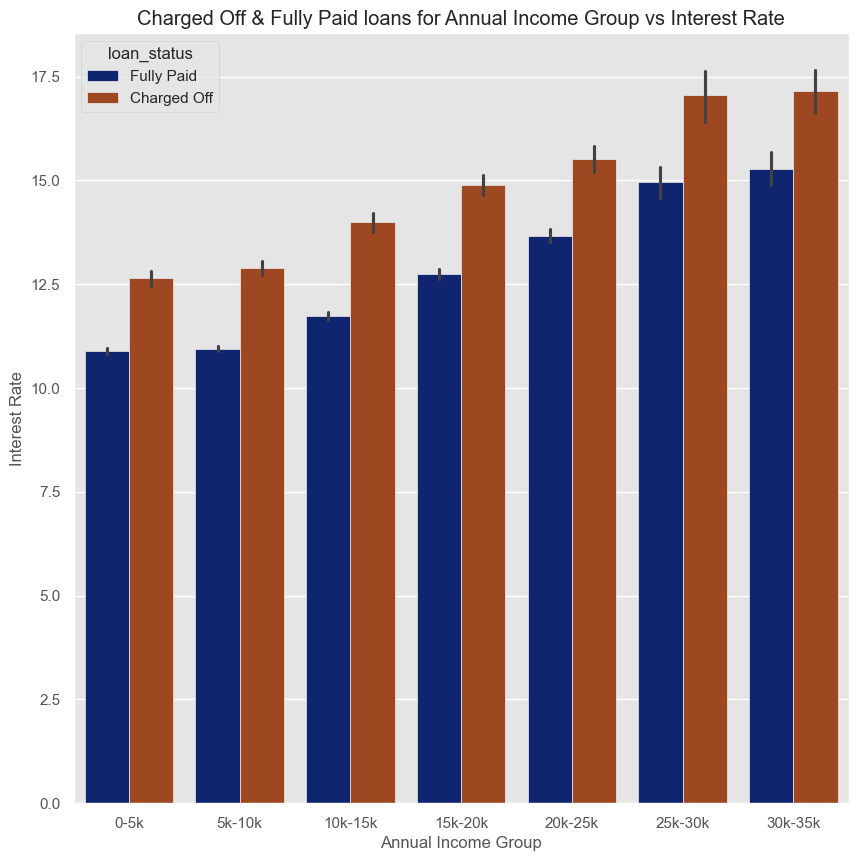 Charged Off & Fully Paid loans for Annual Income Group vs Interest Rate
loan_status
Fully Paid
Charged Off
Interest Rate
17.5
15.0
12.5
10.0
7.5
5.0
2.5
0.0
0-5k 5k-10k 10k-15k 15k-20k 20k-25k 25k-30k 30k-35k
Annual Income Group